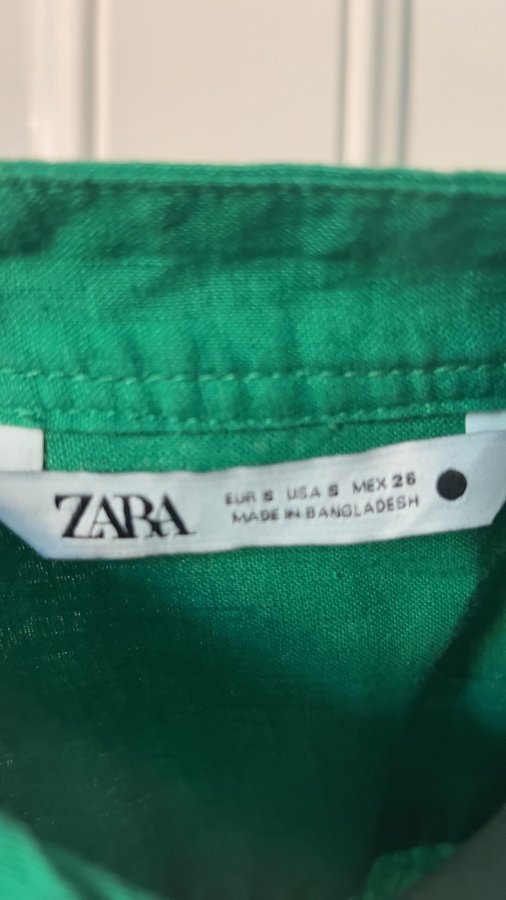 ZARA
EUR S USA S MEX 26
MADE IN BANGLADESH